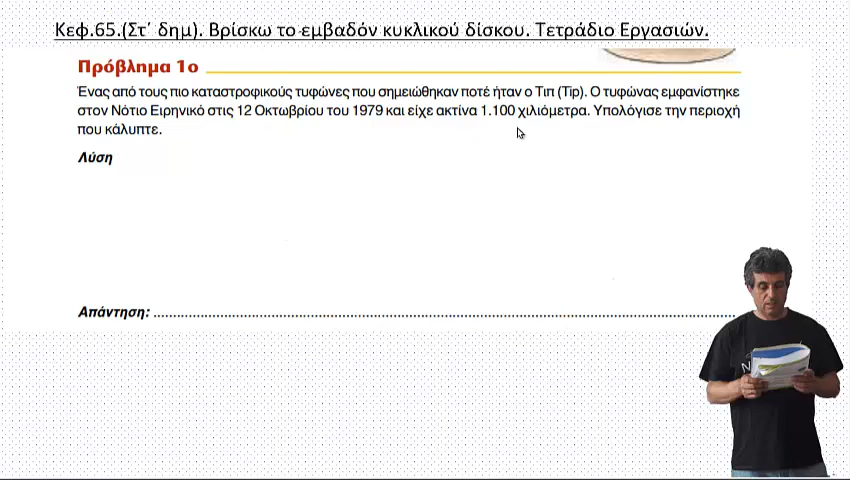 Κεφ.65.(Στ΄ δημ). Βρίσκω το εμβαδόν κυκλικού δίσκου. Τετράδιο Εργασιών.
Πρόβλημα 1ο
Ένας από τους πιο καταστροφικούς τυφώνες που σημειώθηκαν ποτέ ήταν ο Τιπ (Tip). Ο τυφώνας εμφανίστηκε
στον Νότιο Ειρηνικό στις 12 Οκτωβρίου του 1979 και είχε ακτίνα 1.100 χιλιόμετρα. Υπολόγισε την περιοχή
που κάλυπτε.
Λύση
Απάντηση: ......................................................................................................